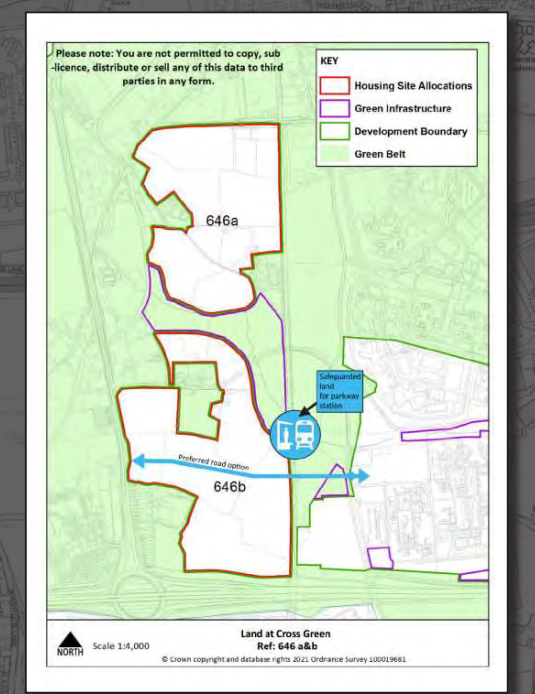 Please note: You are not permitted to copy, sub
-licence, distribute or sell any of this data to third
parties in any form.
KEY
Housing Site Allocations
Green Infrastructure
Development Boundary
Green Belt
646a
Safeguarded
land
for parkway
station
Preferred road option
646b
NORTH
Scale 1:4,000
Land at Cross Green
Ref: 646 a&b
© Crown copyright and database rights 2021 Ordnance Survey 100019681